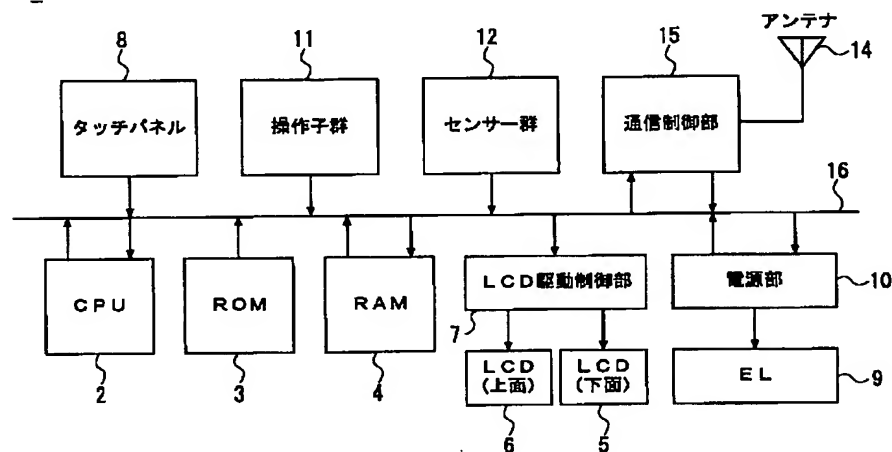 アンテナ
8
11
12
15
14
タッチパネル
操作子群
センサー群
通信制御部
16
CPU
ROM
RAM
LCD駆動制御部
電源部
10
7
2
3
4
LCD
(上面)
LCD
(下面)
EL
9
6
5